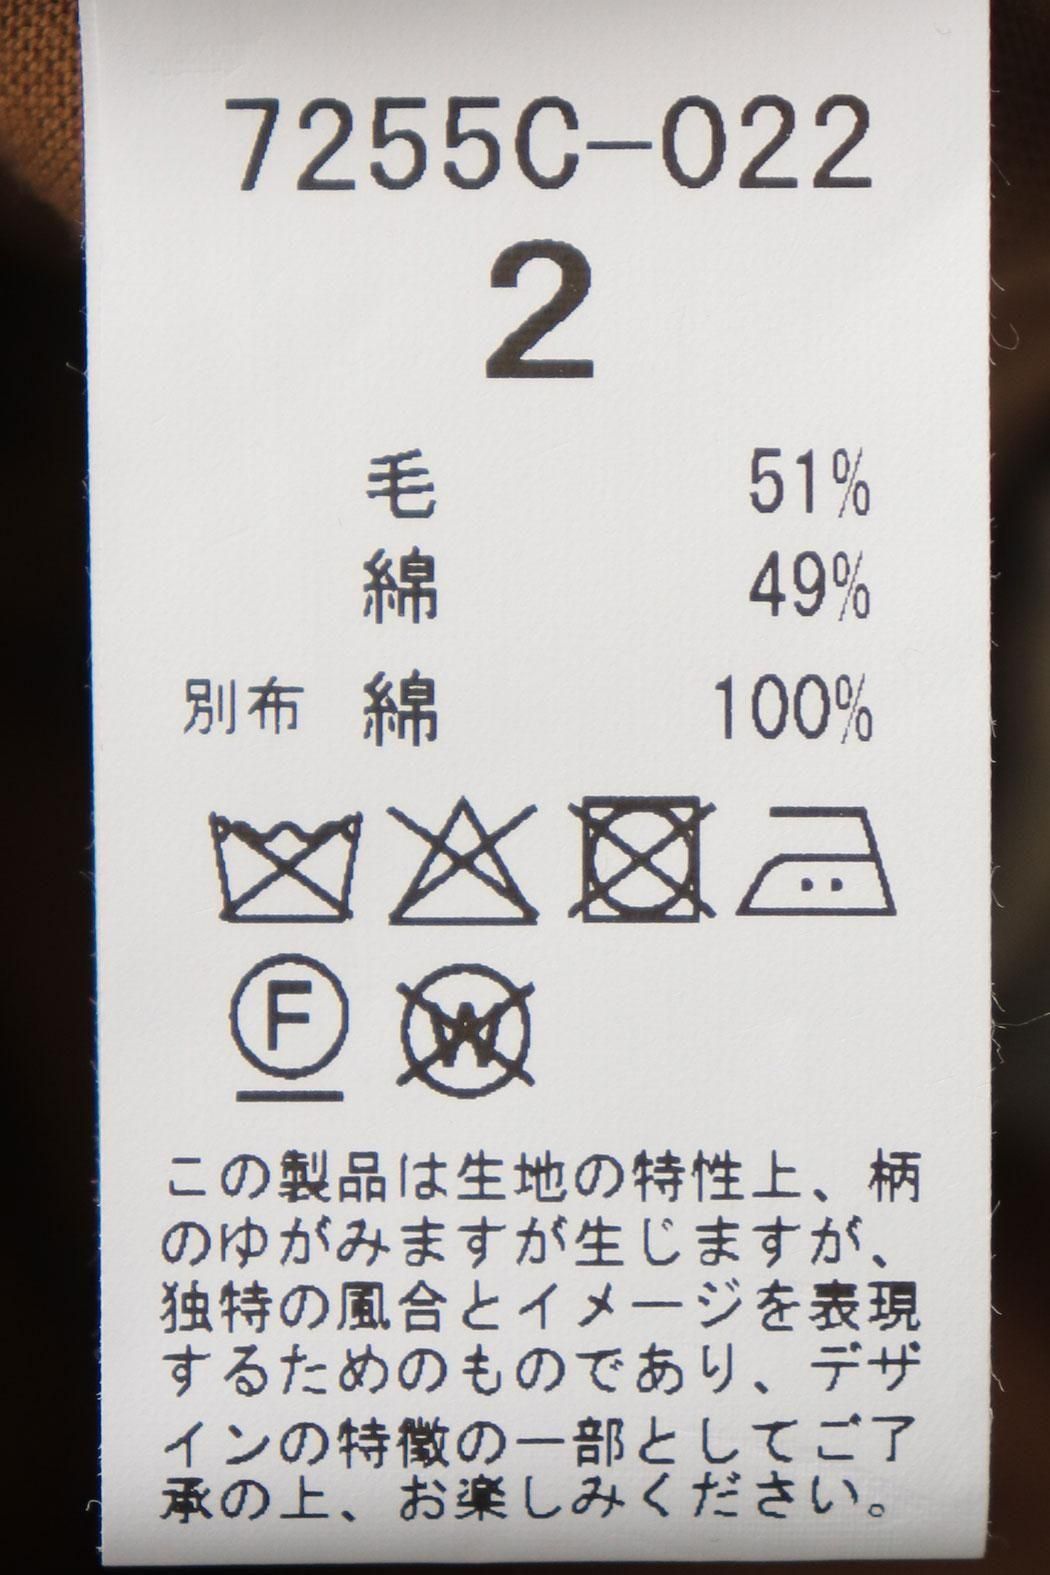 7255C-022
2
毛 51%
綿 49%
別布 綿 100%
F W
この製品は生地の特性上、柄
のゆがみますが生じますが、
独特の風合とイメージを表現
するためのものであり、デザ
インの特徴の一部としてご了
承の上、お楽しみください。